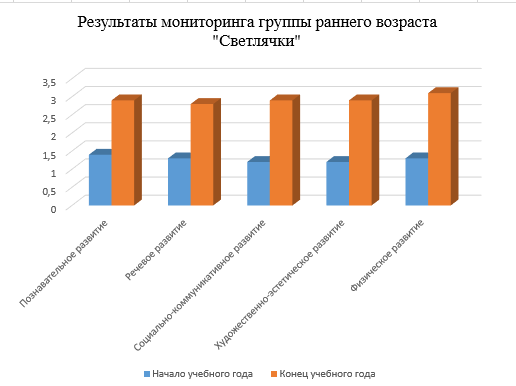 Результаты мониторинга группы раннего возраста
"Светлячки"
3,5
3
2,5
2
1,5
1
0,5
0
Познавательное развитие
Речевое развитие
Социально-коммуникативное развитие
Художественно-эстетическое развитие
Физическое развитие
Начало учебного года
Конец учебного года